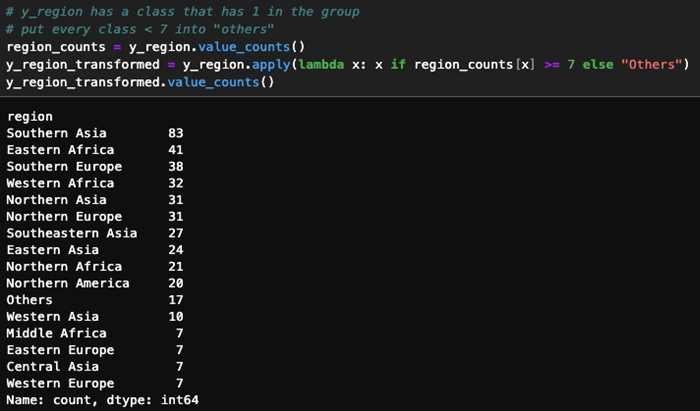 # y_region has a class that has 1 in the group
# put every class < 7 into "others"
region_counts = y_region.value_counts()
y_region_transformed = y_region.apply(lambda x: x if region_counts[x] >= 7 else "Others")
y_region_transformed.value_counts()
region
Southern Asia 83
Eastern Africa 41
Southern Europe 38
Western Africa 32
Northern Asia 31
Northern Europe 31
Southeastern Asia 27
Eastern Asia 24
Northern Africa 21
Northern America 20
Others 17
Western Asia 10
Middle Africa 7
Eastern Europe 7
Central Asia 7
Western Europe 7
Name: count, dtype: int64